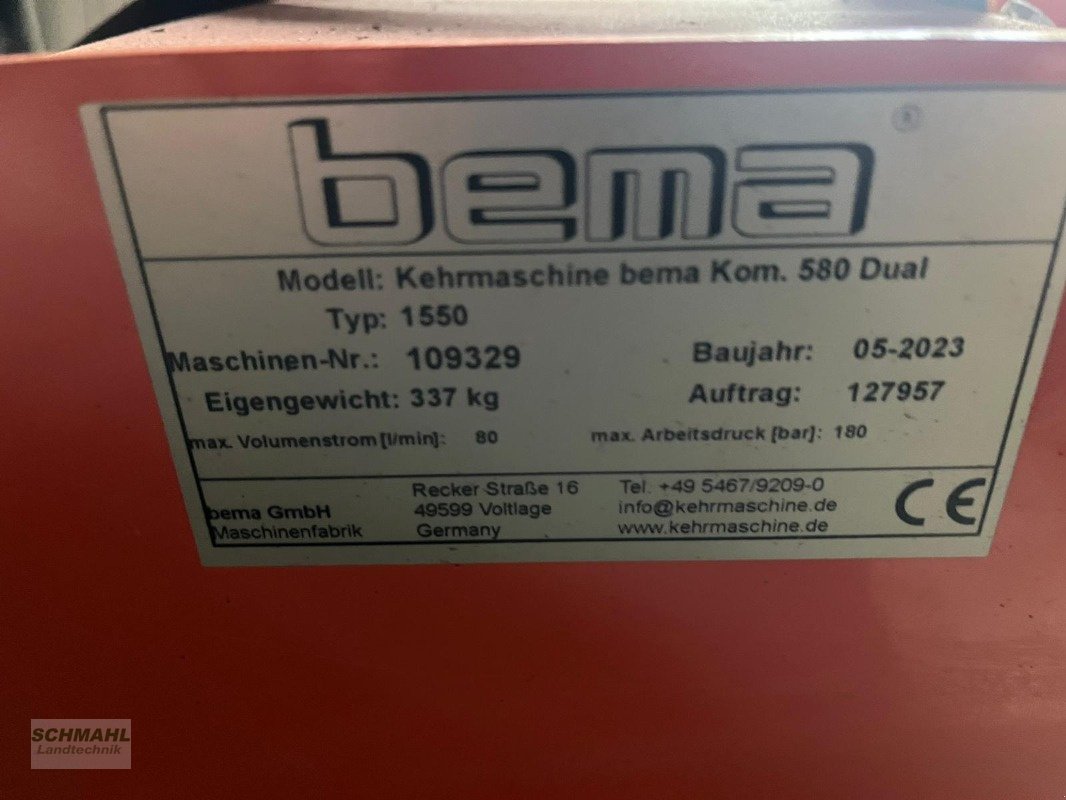 bema ®
Modell: Kehrmaschine bema Kom. 580 Dual
Typ: 1550
Maschinen-Nr.: 109329 Baujahr: 05-2023
Eigengewicht: 337 kg Auftrag: 127957
max. Volumenstrom [l/min]: 80 max. Arbeitsdruck [bar]: 180
bema GmbH
Maschinenfabrik
Recker Straße 16
49599 Voltlage
Germany
Tel. +49 5467/9209-0
info@kehrmaschine.de
www.kehrmaschine.de
CE
SCHMAHL
Landtechnik